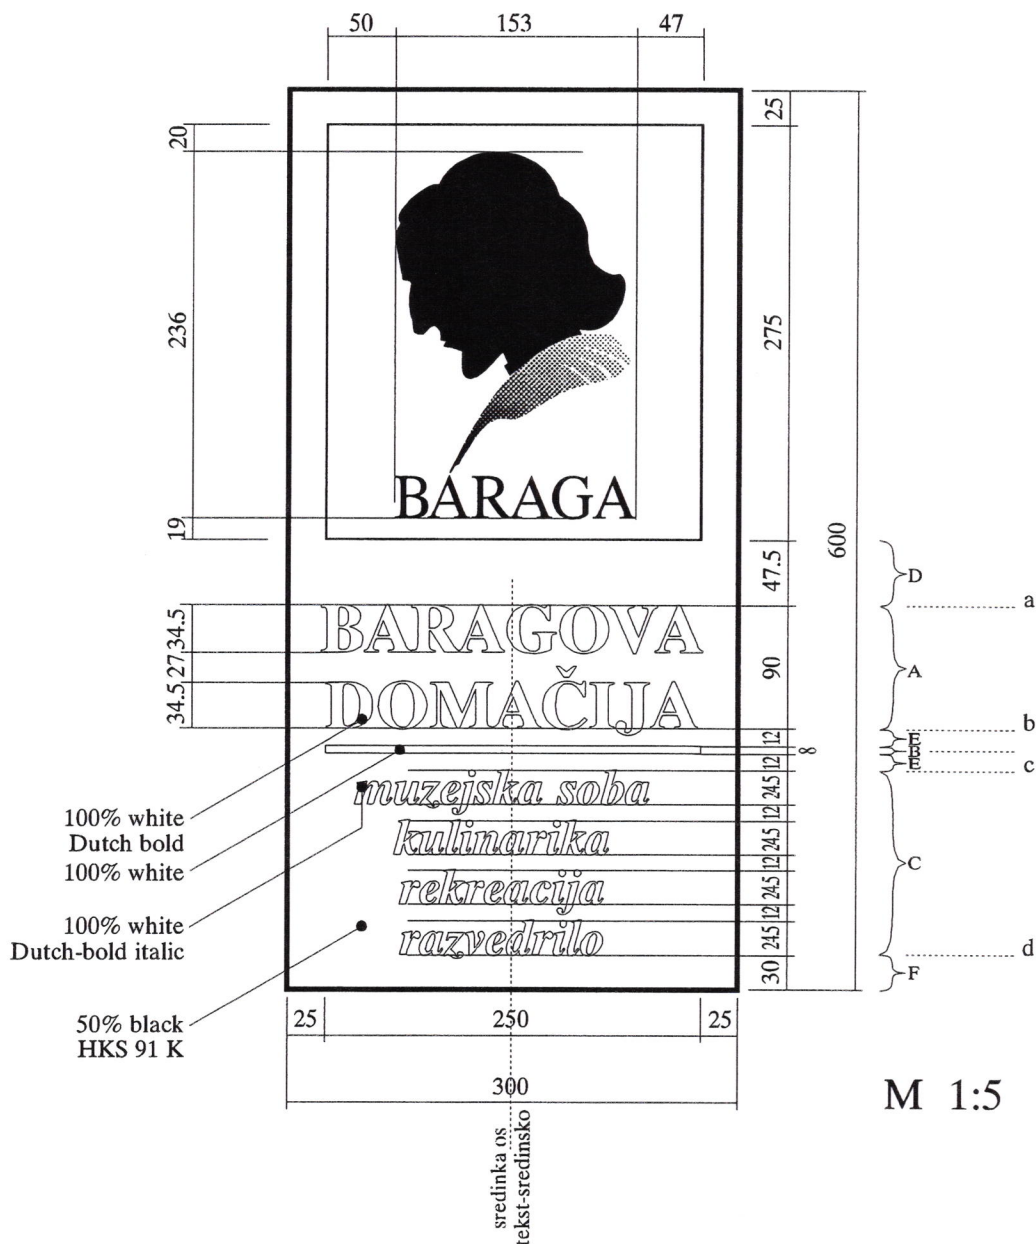 50 153 47
25
20
236
275
BARAGA
19
600
47.5
D
a
34.5
BARAGOVA
27
90
A
34.5
DOMAČIJA
b
12
E
8
B
12
E
c
muzejska soba
24.5
100% white
Dutch bold
12
kulinarika
24.5
100% white
12
C
rekreacija
24.5
100% white
Dutch-bold italic
12
razvedrilo
24.5
d
30
F
50% black
HKS 91 K
25 250 25
300
M 1:5
sredinka os
tekst-sredinsko